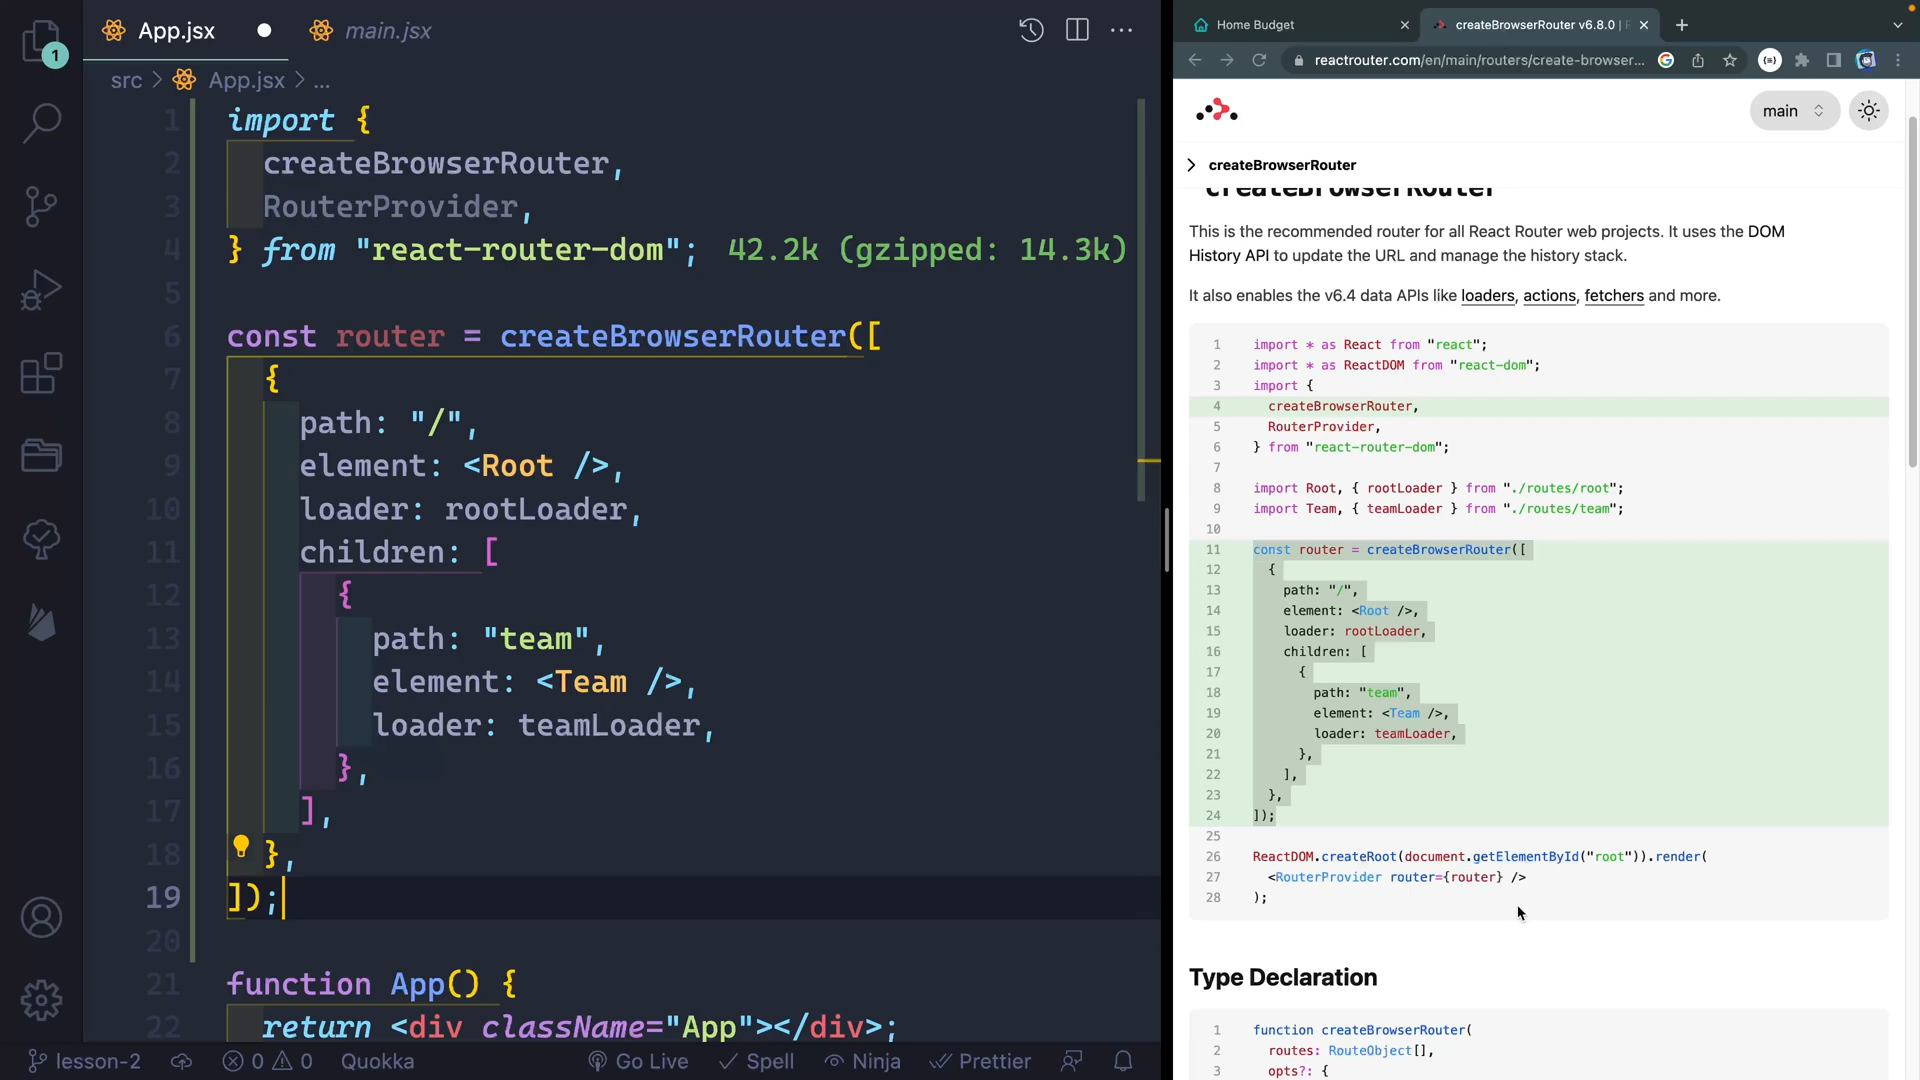 App.jsx
main.jsx
1
src > App.jsx > ...
1 import {
2 createBrowserRouter,
3 RouterProvider,
4 } from "react-router-dom"; 42.2k (gzipped: 14.3k)
5
6 const router = createBrowserRouter([
7 {
8 path: "/",
9 element: <Root />,
10 loader: rootLoader,
11 children: [
12 {
13 path: "team",
14 element: <Team />,
15 loader: teamLoader,
16 },
17 ],
18 },
19 ]);
20
21 function App() {
22 return <div className="App"></div>;
lesson-2 0 0 Quokka Go Live Spell Ninja Prettier
Home Budget
createBrowserRouter v6.8.0 |
reactrouter.com/en/main/routers/create-browser...
main
createBrowserRouter
createBrowserRouter
This is the recommended router for all React Router web projects. It uses the DOM
History API to update the URL and manage the history stack.
It also enables the v6.4 data APIs like loaders, actions, fetchers and more.
1 import * as React from "react";
2 import * as ReactDOM from "react-dom";
3 import {
4 createBrowserRouter,
5 RouterProvider,
6 } from "react-router-dom";
7
8 import Root, { rootLoader } from "./routes/root";
9 import Team, { teamLoader } from "./routes/team";
10
11 const router = createBrowserRouter([
12 {
13 path: "/",
14 element: <Root />,
15 loader: rootLoader,
16 children: [
17 {
18 path: "team",
19 element: <Team />,
20 loader: teamLoader,
21 },
22 ],
23 },
24 ]);
25
26 ReactDOM.createRoot(document.getElementById("root")).render(
27 <RouterProvider router={router} />
28 );
Type Declaration
1 function createBrowserRouter(
2 routes: RouteObject[],
3 opts?: {